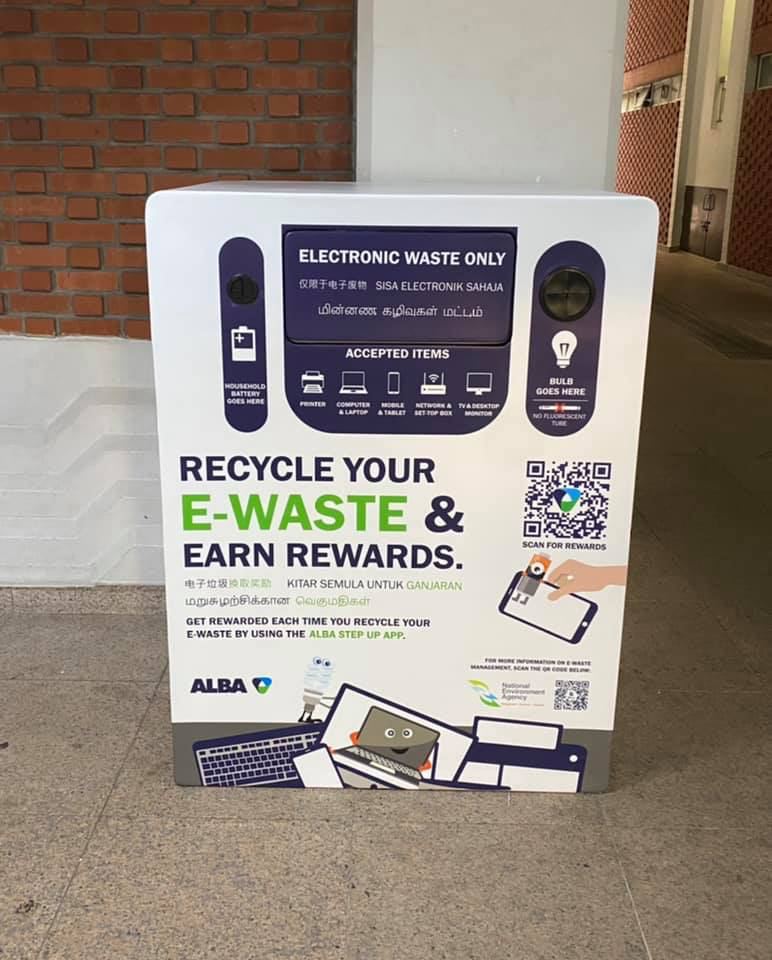 ELECTRONIC WASTE ONLY
仅限于电子废物 SISA ELECTRONIK SAHAJA
மின்னண கழிவுகள் மட்டும்
ACCEPTED ITEMS
PRINTER
COMPUTER
& LAPTOP
MOBILE
& TABLET
NETWORK &
SET-TOP BOX
TV & DESKTOP
MONITOR
HOUSEHOLD
BATTERY
GOES HERE
BULB
GOES HERE
NO FLUORESCENT
TUBE
RECYCLE YOUR
E-WASTE &
EARN REWARDS.
电子垃圾换取奖励 KITAR SEMULA UNTUK GANJARAN
மறுசுழற்சிக்கான வெகுமதிகள்
GET REWARDED EACH TIME YOU RECYCLE YOUR
E-WASTE BY USING THE ALBA STEP UP APP.
SCAN FOR REWARDS
FOR MORE INFORMATION ON E-WASTE
MANAGEMENT, SCAN THE QR CODE BELOW.
ALBA
National
Environment
Agency